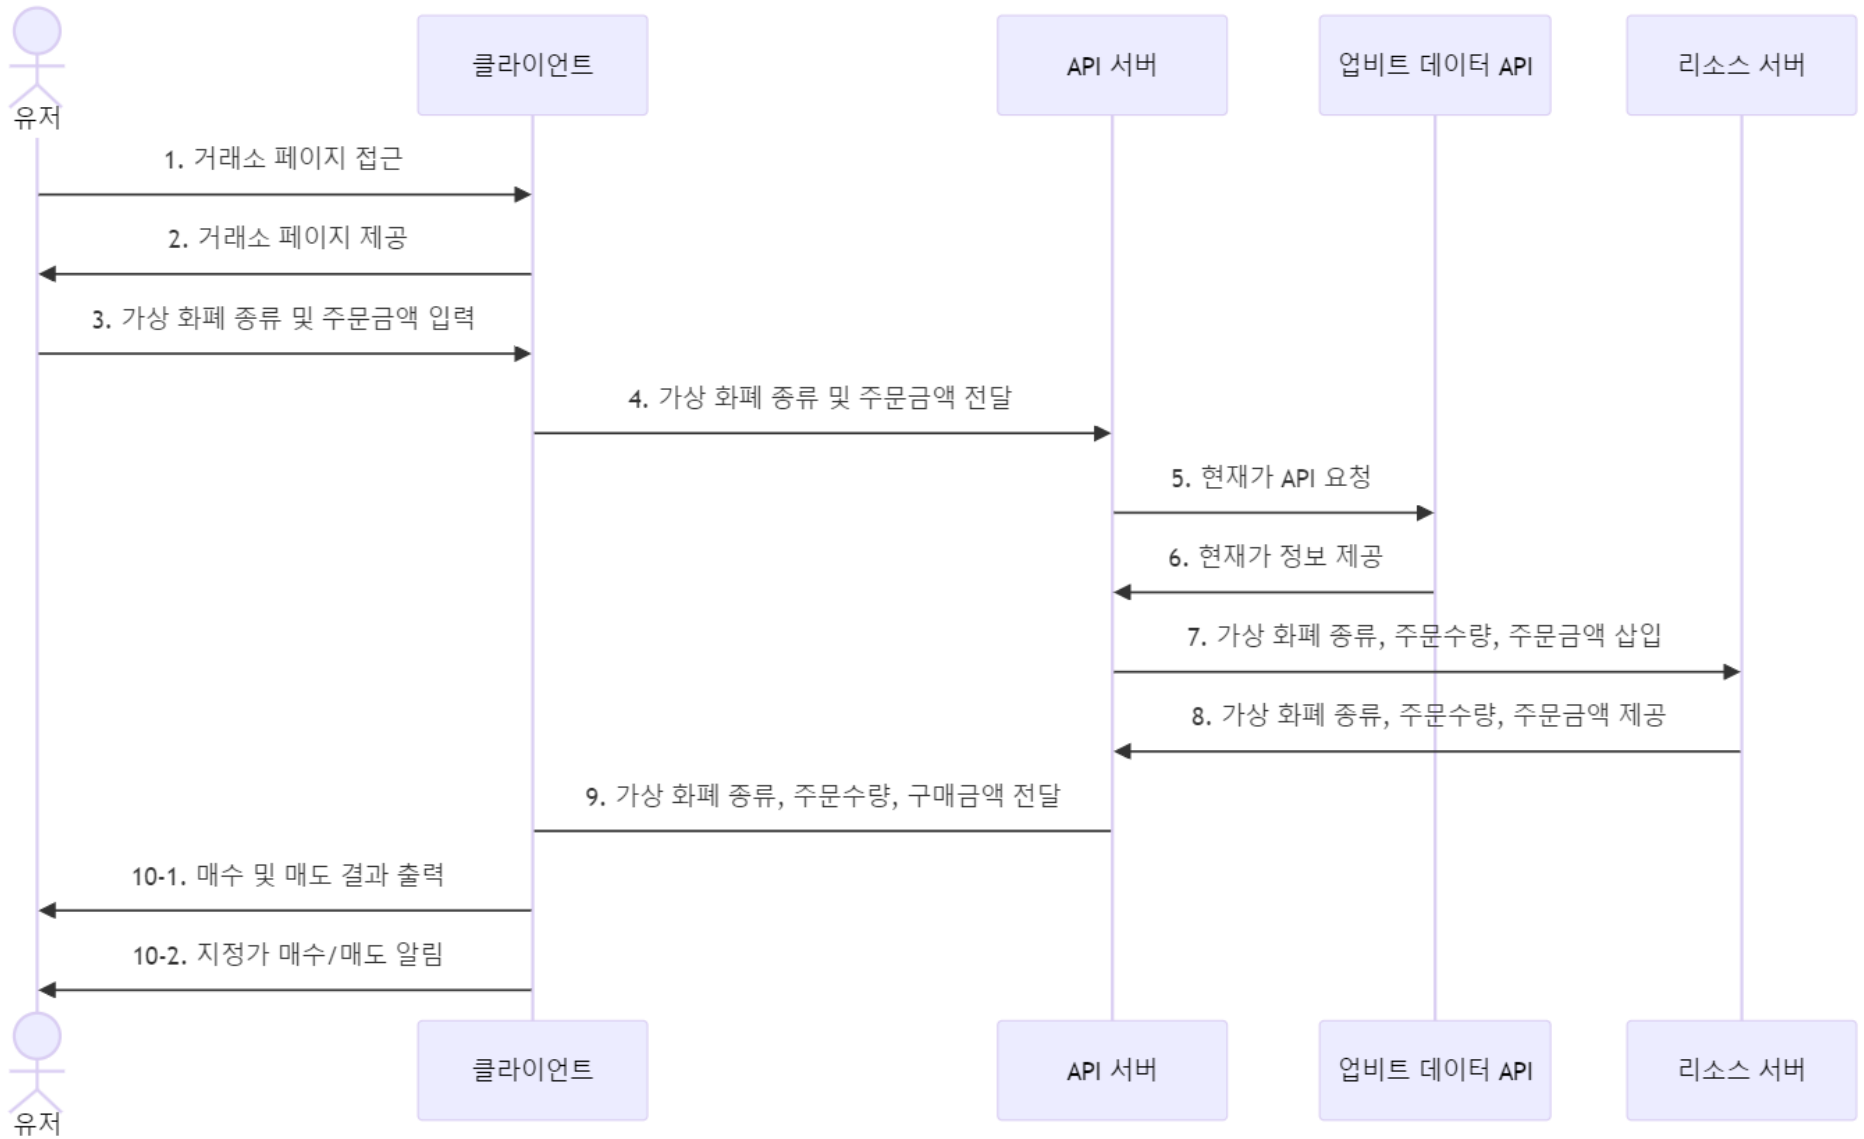 유저
클라이언트
API 서버
업비트 데이터 API
리소스 서버
1. 거래소 페이지 접근
2. 거래소 페이지 제공
3. 가상 화폐 종류 및 주문금액 입력
4. 가상 화폐 종류 및 주문금액 전달
5. 현재가 API 요청
6. 현재가 정보 제공
7. 가상 화폐 종류, 주문수량, 주문금액 삽입
8. 가상 화폐 종류, 주문수량, 주문금액 제공
9. 가상 화폐 종류, 주문수량, 구매금액 전달
10-1. 매수 및 매도 결과 출력
10-2. 지정가 매수/매도 알림
유저
클라이언트
API 서버
업비트 데이터 API
리소스 서버